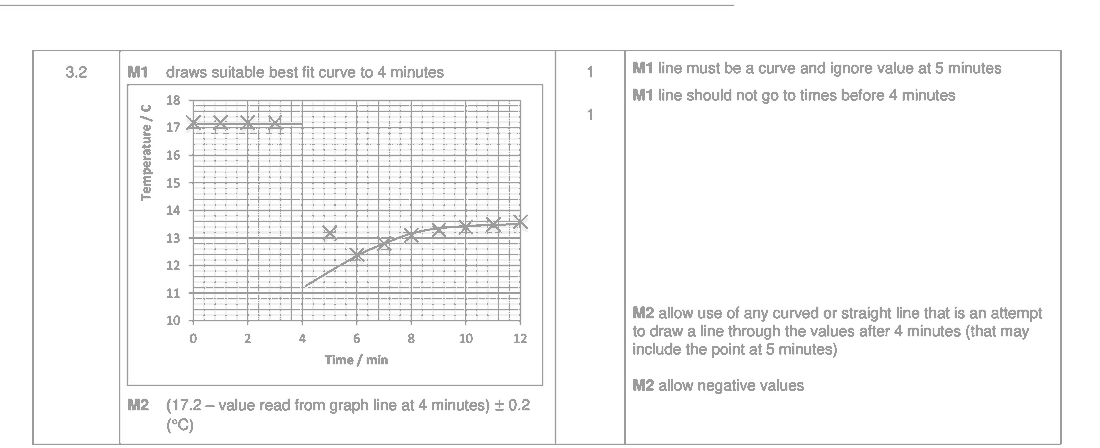 3.2
M1 draws suitable best fit curve to 4 minutes
Temperature / C
18
17
16
15
14
13
12
11
10
0 2 4 6 8 10 12
Time / min
M2 (17.2 – value read from graph line at 4 minutes) ± 0.2
(°C)
1
1
M1 line must be a curve and ignore value at 5 minutes
M1 line should not go to times before 4 minutes
M2 allow use of any curved or straight line that is an attempt
to draw a line through the values after 4 minutes (that may
include the point at 5 minutes)
M2 allow negative values